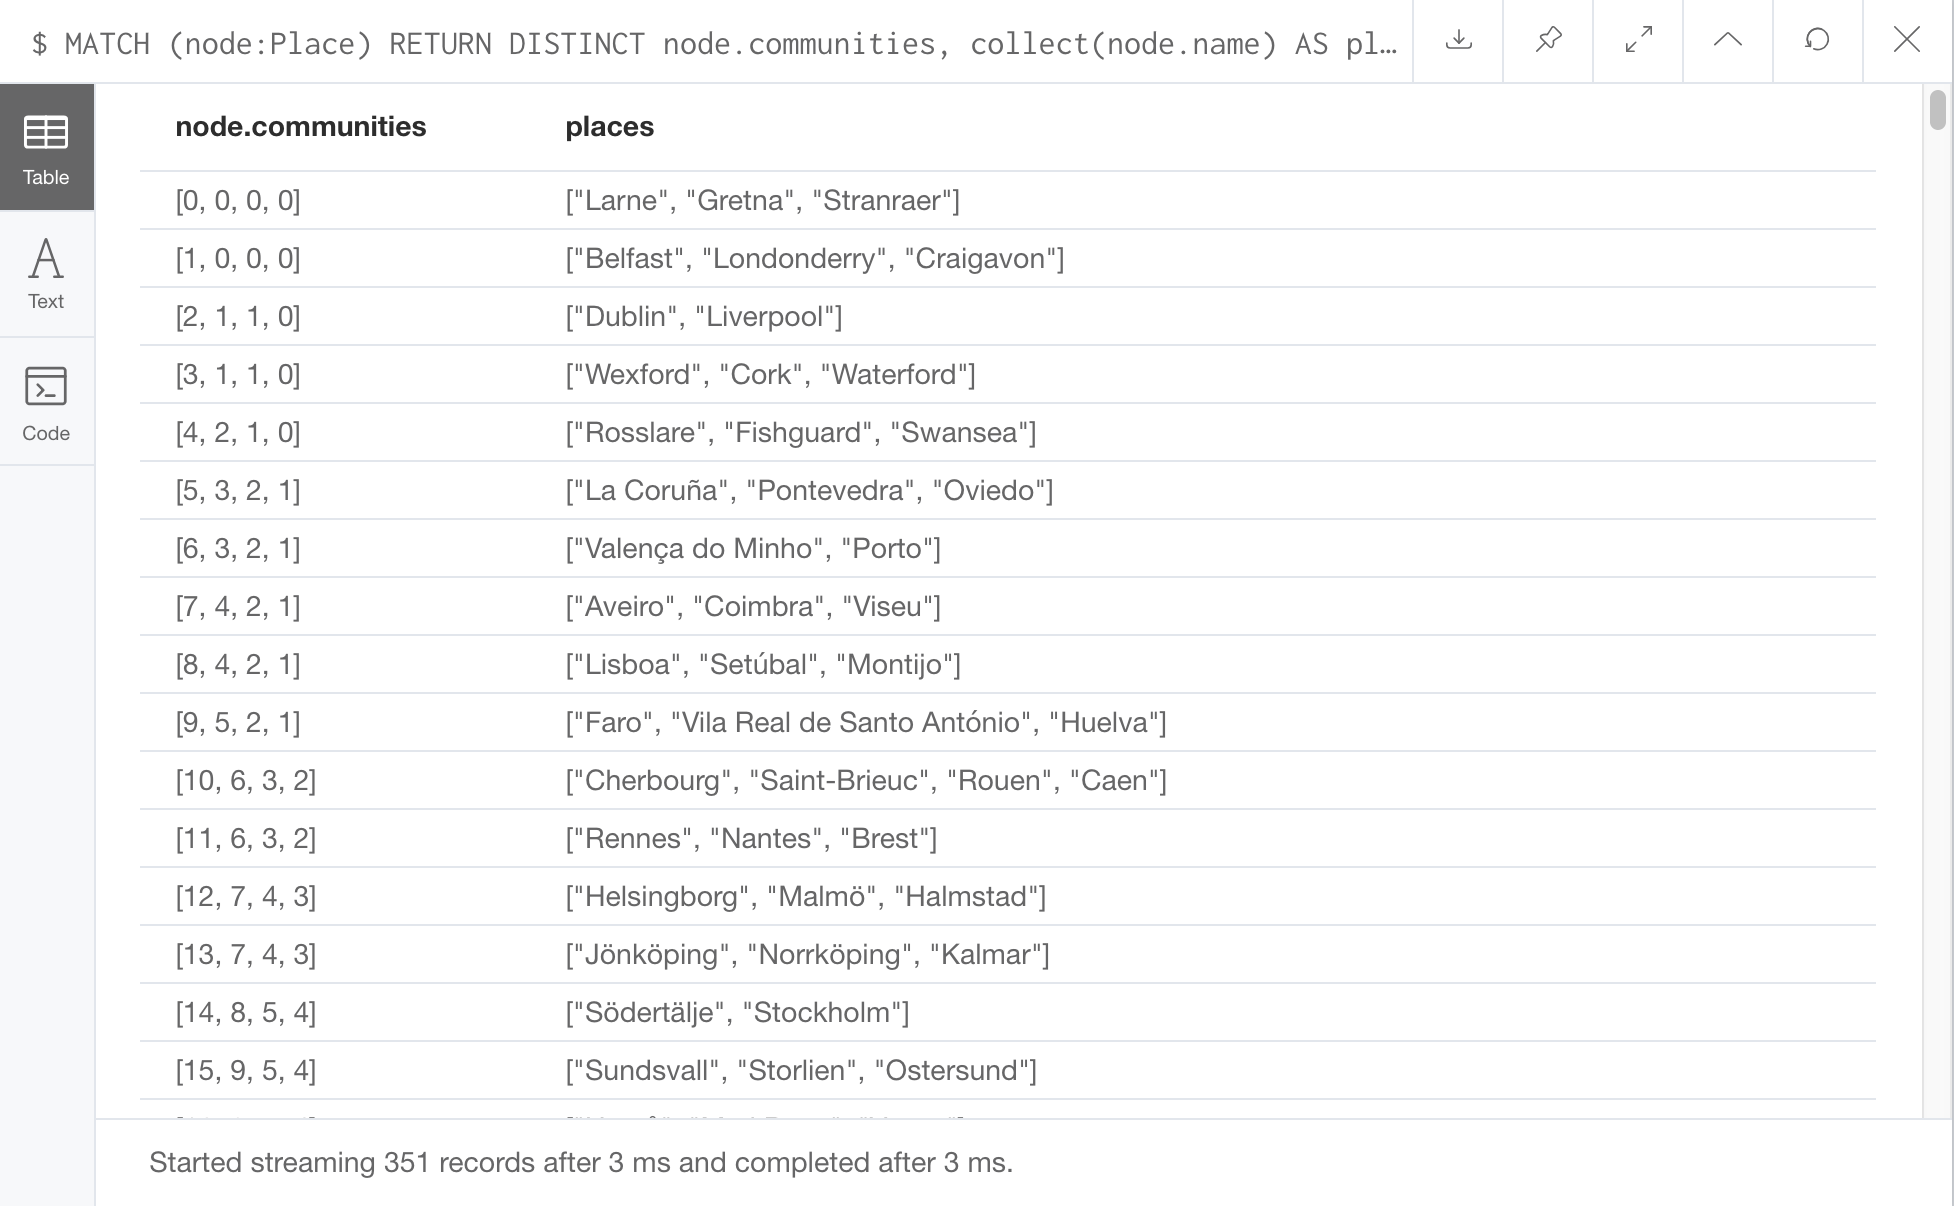 $ MATCH (node:Place) RETURN DISTINCT node.communities, collect(node.name) AS pl…
Table
Text
Code
node.communities places
[0, 0, 0, 0] ["Larne", "Gretna", "Stranraer"]
[1, 0, 0, 0] ["Belfast", "Londonderry", "Craigavon"]
[2, 1, 1, 0] ["Dublin", "Liverpool"]
[3, 1, 1, 0] ["Wexford", "Cork", "Waterford"]
[4, 2, 1, 0] ["Rosslare", "Fishguard", "Swansea"]
[5, 3, 2, 1] ["La Coruña", "Pontevedra", "Oviedo"]
[6, 3, 2, 1] ["Valença do Minho", "Porto"]
[7, 4, 2, 1] ["Aveiro", "Coimbra", "Viseu"]
[8, 4, 2, 1] ["Lisboa", "Setúbal", "Montijo"]
[9, 5, 2, 1] ["Faro", "Vila Real de Santo António", "Huelva"]
[10, 6, 3, 2] ["Cherbourg", "Saint-Brieuc", "Rouen", "Caen"]
[11, 6, 3, 2] ["Rennes", "Nantes", "Brest"]
[12, 7, 4, 3] ["Helsingborg", "Malmö", "Halmstad"]
[13, 7, 4, 3] ["Jönköping", "Norrköping", "Kalmar"]
[14, 8, 5, 4] ["Södertälje", "Stockholm"]
[15, 9, 5, 4] ["Sundsvall", "Storlien", "Ostersund"]
Started streaming 351 records after 3 ms and completed after 3 ms.